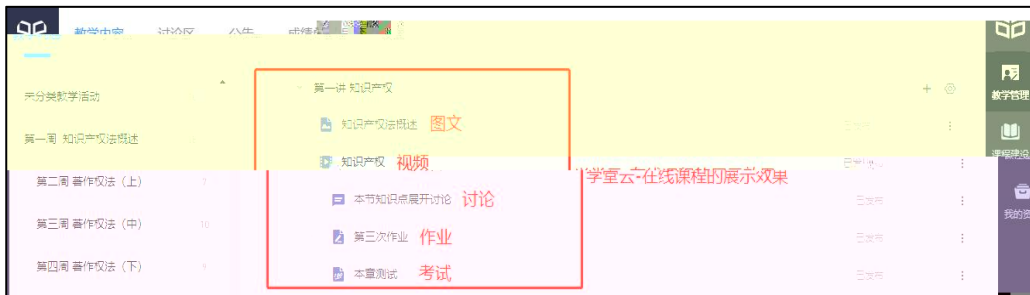 教学内容 讨论区 公告 成绩
未分类教学活动
第一周 知识产权法概述
第二周 著作权法（上）
第三周 著作权法（中） 10
第四周 著作权法（下） 9
第一讲 知识产权
知识产权法概述 图文
知识产权 视频
本节知识点展开讨论 讨论 已发布
第三次作业 作业 已发布
本章测试 考试 已发布
学堂云-在线课程的展示效果
教学管理
课程建设
我的资